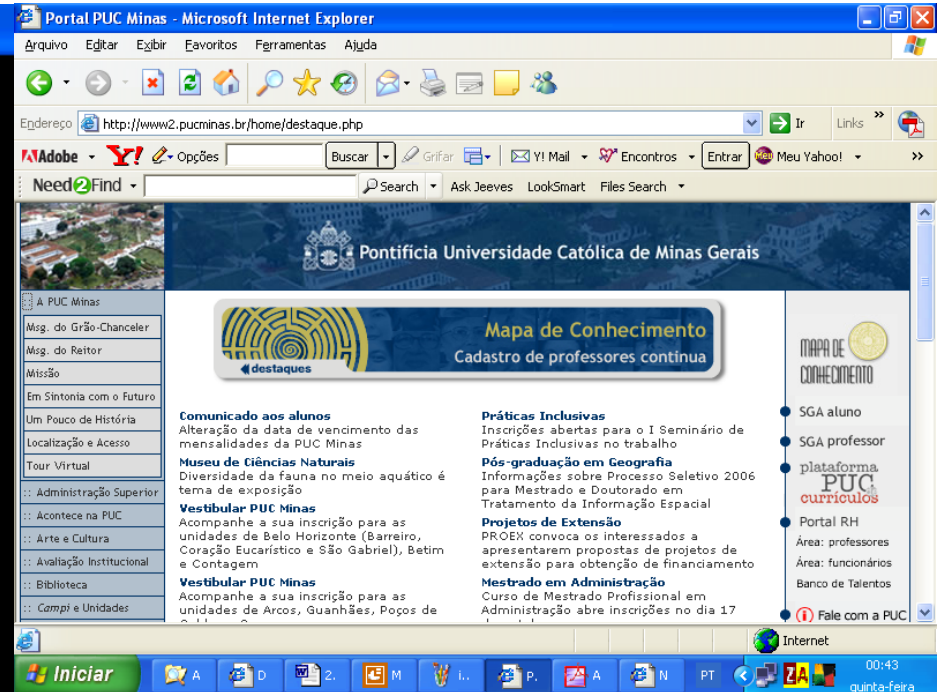 Portal PUC Minas - Microsoft Internet Explorer
Arquivo Editar Exibir Favoritos Ferramentas Ajuda
Endereço http://www2.pucminas.br/home/destaque.php Ir Links »
Adobe Y! Opções Buscar Grifar Y! Mail Encontros Entrar Meu Yahoo! »
Need2Find Search Ask Jeeves LookSmart Files Search
Pontifícia Universidade Católica de Minas Gerais
A PUC Minas
Msg. do Grão-Chanceler
Msg. do Reitor
Missão
Em Sintonia com o Futuro
Um Pouco de História
Localização e Acesso
Tour Virtual
:: Administração Superior
:: Acontece na PUC
:: Arte e Cultura
:: Avaliação Institucional
:: Biblioteca
:: Campi e Unidades
Mapa de Conhecimento
Cadastro de professores continua
destaques
Comunicado aos alunos
Alteração da data de vencimento das
mensalidades da PUC Minas
Museu de Ciências Naturais
Diversidade da fauna no meio aquático é
tema de exposição
Vestibular PUC Minas
Acompanhe a sua inscrição para as
unidades de Belo Horizonte (Barreiro,
Coração Eucarístico e São Gabriel), Betim
e Contagem
Vestibular PUC Minas
Acompanhe a sua inscrição para as
unidades de Arcos, Guanhães, Poços de
Práticas Inclusivas
Inscrições abertas para o I Seminário de
Práticas Inclusivas no trabalho
Pós-graduação em Geografia
Informações sobre Processo Seletivo 2006
para Mestrado e Doutorado em
Tratamento da Informação Espacial
Projetos de Extensão
PROEX convoca os interessados a
apresentarem propostas de projetos de
extensão para obtenção de financiamento
Mestrado em Administração
Curso de Mestrado Profissional em
Administração abre inscrições no dia 17
MAPA DE
CONHECIMENTO
SGA aluno
SGA professor
plataforma
PUC
currículos
Portal RH
Área: professores
Área: funcionários
Banco de Talentos
Fale com a PUC
Internet
Iniciar A D 2. M i.. P. A N PT ZA 00:43
quinta-feira